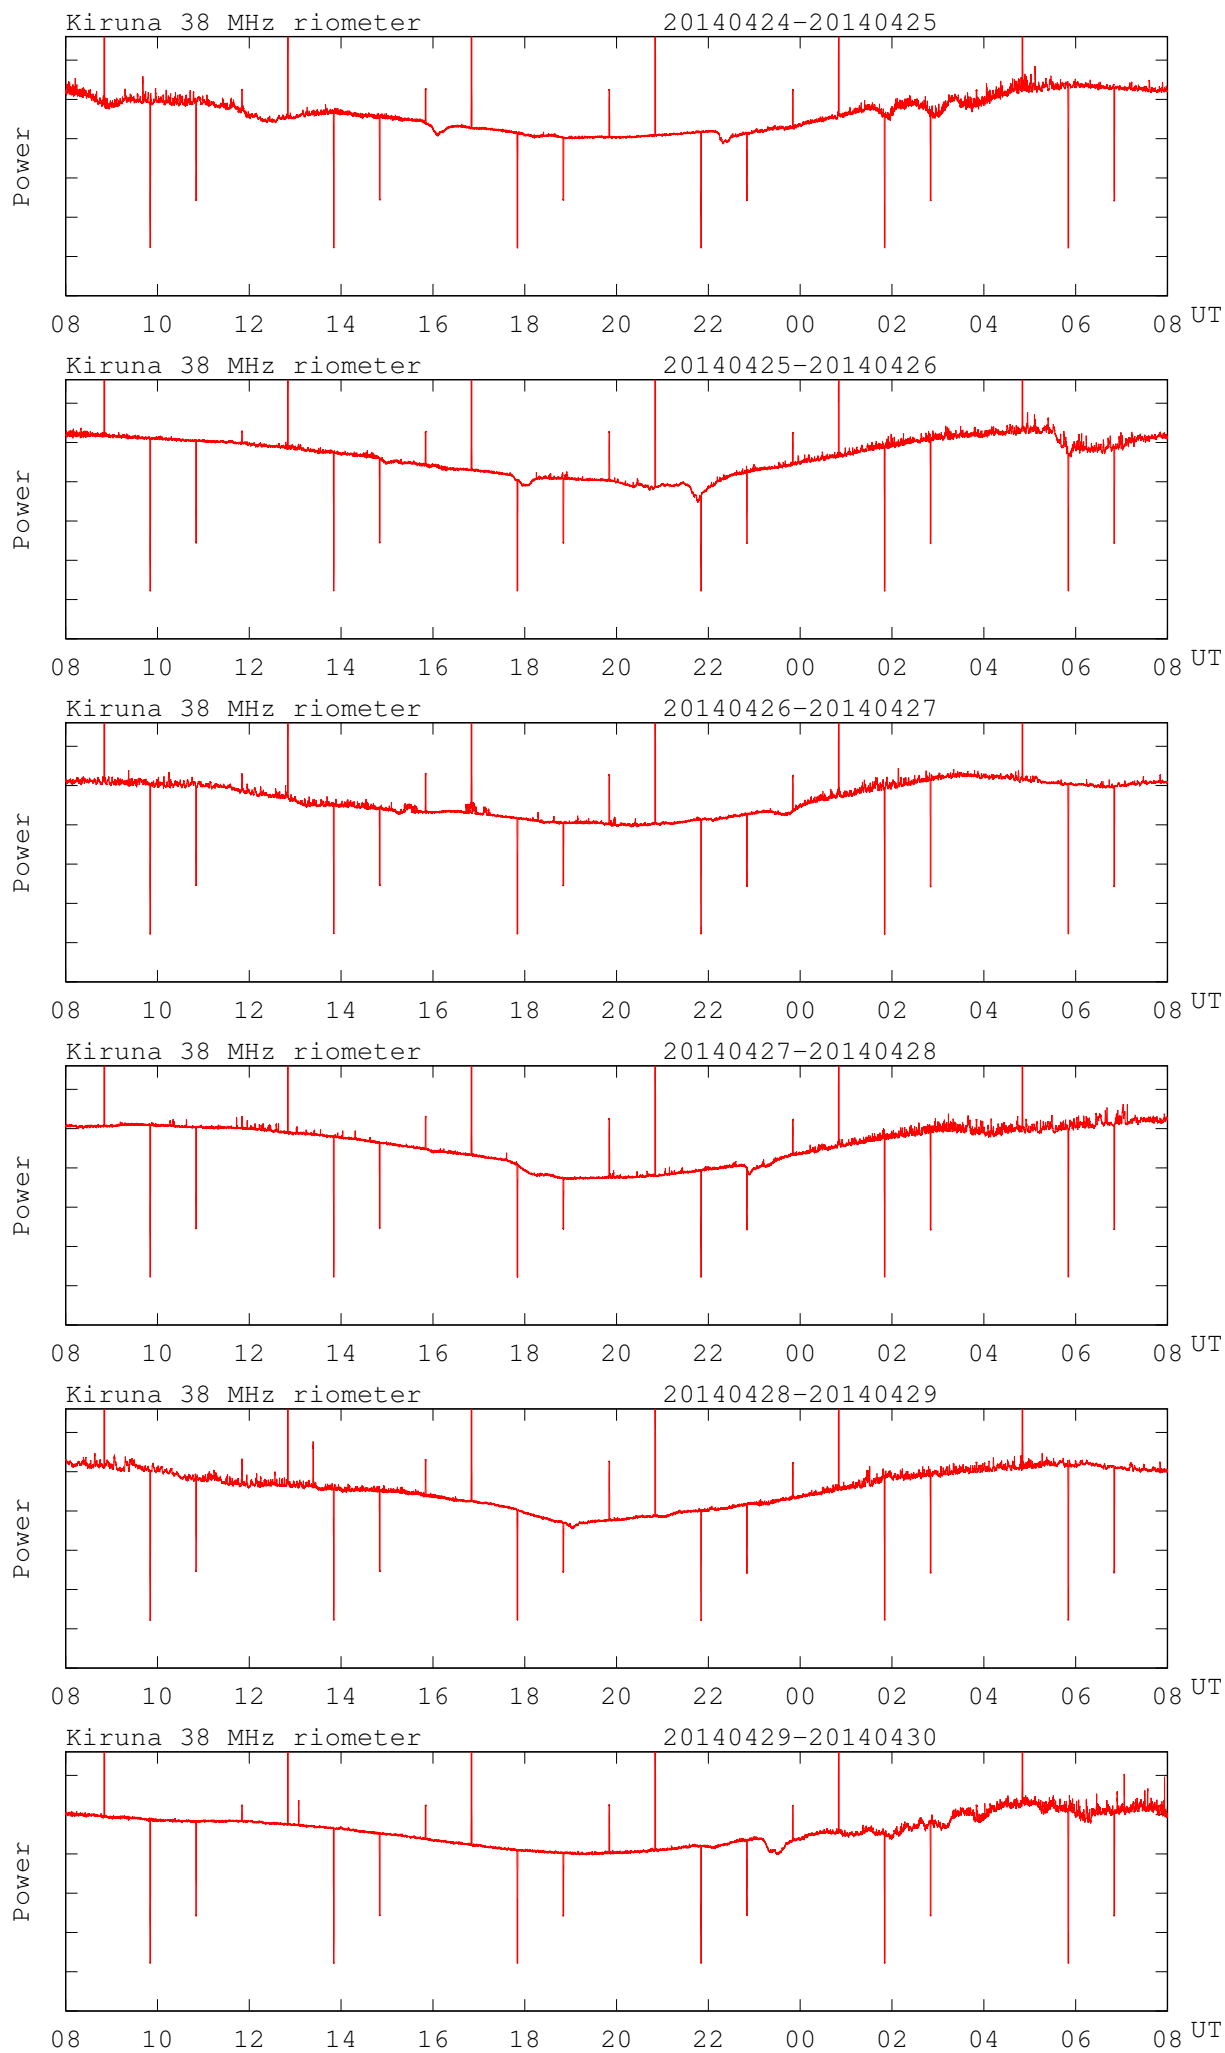 Kiruna 38 MHz riometer 20140424-20140425
Power
08 10 12 14 16 18 20 22 00 02 04 06 08 UT
Kiruna 38 MHz riometer 20140425-20140426
Power
08 10 12 14 16 18 20 22 00 02 04 06 08 UT
Kiruna 38 MHz riometer 20140426-20140427
Power
08 10 12 14 16 18 20 22 00 02 04 06 08 UT
Kiruna 38 MHz riometer 20140427-20140428
Power
08 10 12 14 16 18 20 22 00 02 04 06 08 UT
Kiruna 38 MHz riometer 20140428-20140429
Power
08 10 12 14 16 18 20 22 00 02 04 06 08 UT
Kiruna 38 MHz riometer 20140429-20140430
Power
08 10 12 14 16 18 20 22 00 02 04 06 08 UT